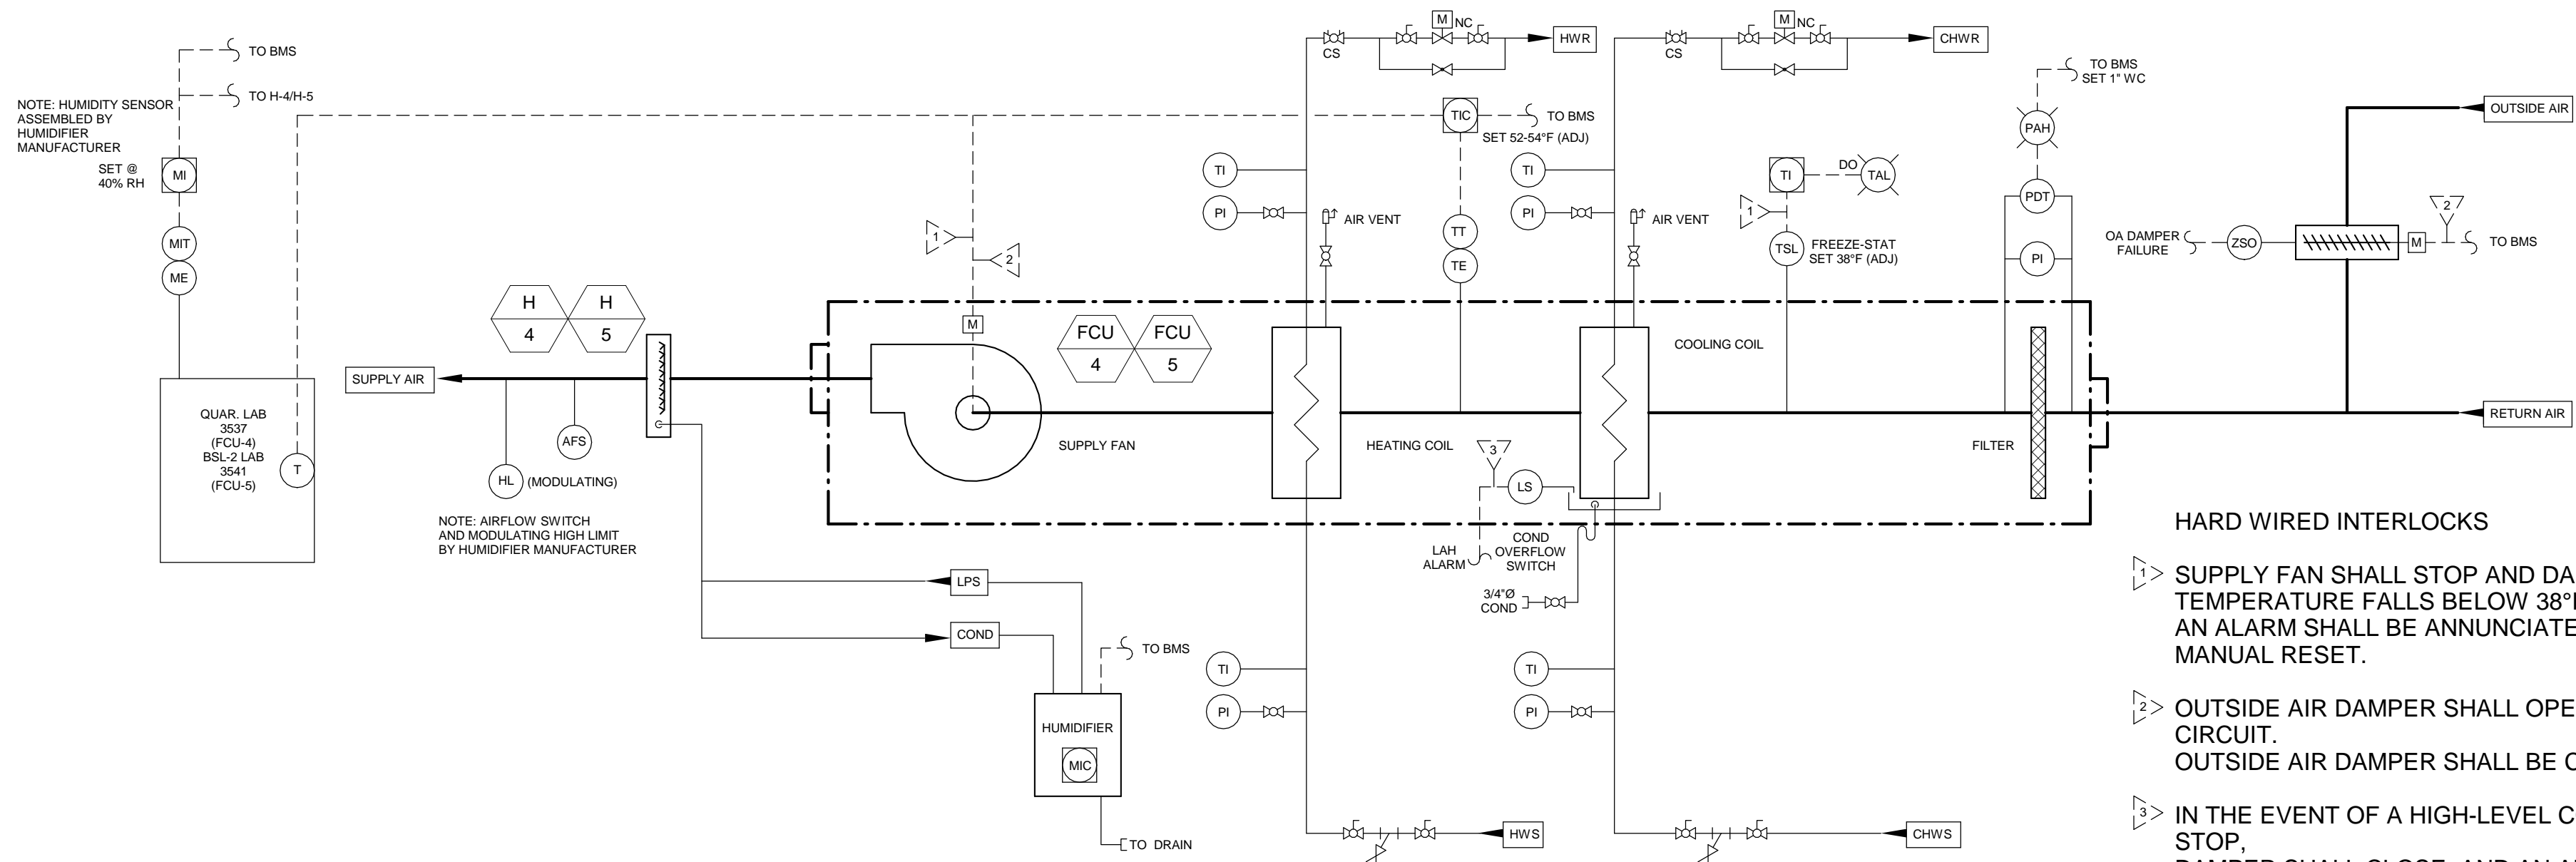 TO BMS
TO H-4/H-5
NOTE: HUMIDITY SENSOR
ASSEMBLED BY
HUMIDIFIER
MANUFACTURER
SET @
40% RH
MI
MIT
ME
QUAR. LAB
3537
(FCU-4)
BSL-2 LAB
3541
(FCU-5)
T
SUPPLY AIR
H
4
H
5
HL
(MODULATING)
AFS
NOTE: AIRFLOW SWITCH
AND MODULATING HIGH LIMIT
BY HUMIDIFIER MANUFACTURER
1
2
M
FCU
4
FCU
5
SUPPLY FAN
LPS
COND
TO BMS
HUMIDIFIER
MIC
TO DRAIN
CS
M
NC
HWR
TI
PI
AIR VENT
HEATING COIL
TI
PI
HWS
TIC
TO BMS
SET 52-54°F (ADJ)
TT
TE
CS
M
NC
CHWR
TI
PI
AIR VENT
COOLING COIL
3
LS
LAH
ALARM
COND
OVERFLOW
SWITCH
3/4"Ø
COND
TI
PI
CHWS
TI
DO
TAL
1
TSL
FREEZE-STAT
SET 38°F (ADJ)
TO BMS
SET 1" WC
PAH
PDT
PI
FILTER
OUTSIDE AIR
2
OA DAMPER
FAILURE
ZSO
M
TO BMS
RETURN AIR
HARD WIRED INTERLOCKS
1
SUPPLY FAN SHALL STOP AND DA
TEMPERATURE FALLS BELOW 38°
AN ALARM SHALL BE ANNUNCIATE
MANUAL RESET.
2
OUTSIDE AIR DAMPER SHALL OPE
CIRCUIT.
OUTSIDE AIR DAMPER SHALL BE
3
IN THE EVENT OF A HIGH-LEVEL
STOP,